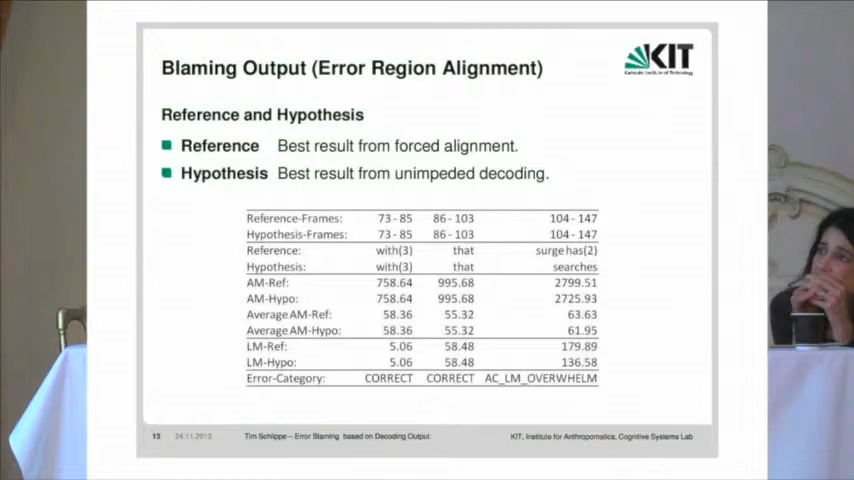 Blaming Output (Error Region Alignment)
KIT
Karlsruhe Institute of Technology
Reference and Hypothesis
Reference Best result from forced alignment.
Hypothesis Best result from unimpeded decoding.
Reference-Frames: 73 - 85 86 - 103 104 - 147
Hypothesis-Frames: 73 - 85 86 - 103 104 - 147
Reference: with(3) that surge has(2)
Hypothesis: with(3) that searches
AM-Ref: 758.64 995.68 2799.51
AM-Hypo: 758.64 995.68 2725.93
Average AM-Ref: 58.36 55.32 63.63
Average AM-Hypo: 58.36 55.32 61.95
LM-Ref: 5.06 58.48 179.89
LM-Hypo: 5.06 58.48 136.58
Error-Category: CORRECT CORRECT AC_LM_OVERWHELM
13 24.11.2013 Tim Schlippe – Error Blaming based on Decoding Output KIT, Institute for Anthropomatics, Cognitive Systems Lab